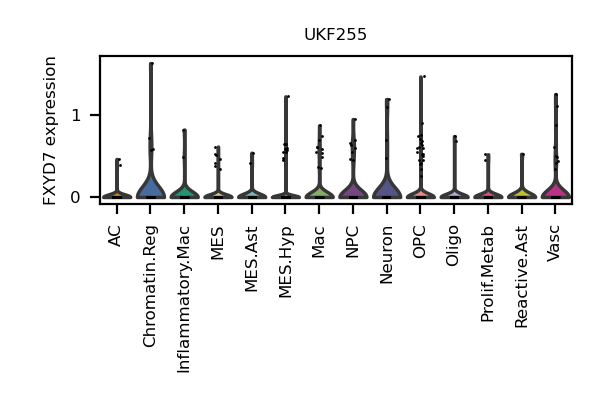 UKF255
FXYD7 expression
1
0
AC
Chromatin.Reg
Inflammatory.Mac
MES
MES.Ast
MES.Hyp
Mac
NPC
Neuron
OPC
Oligo
Prolif.Metab
Reactive.Ast
Vasc